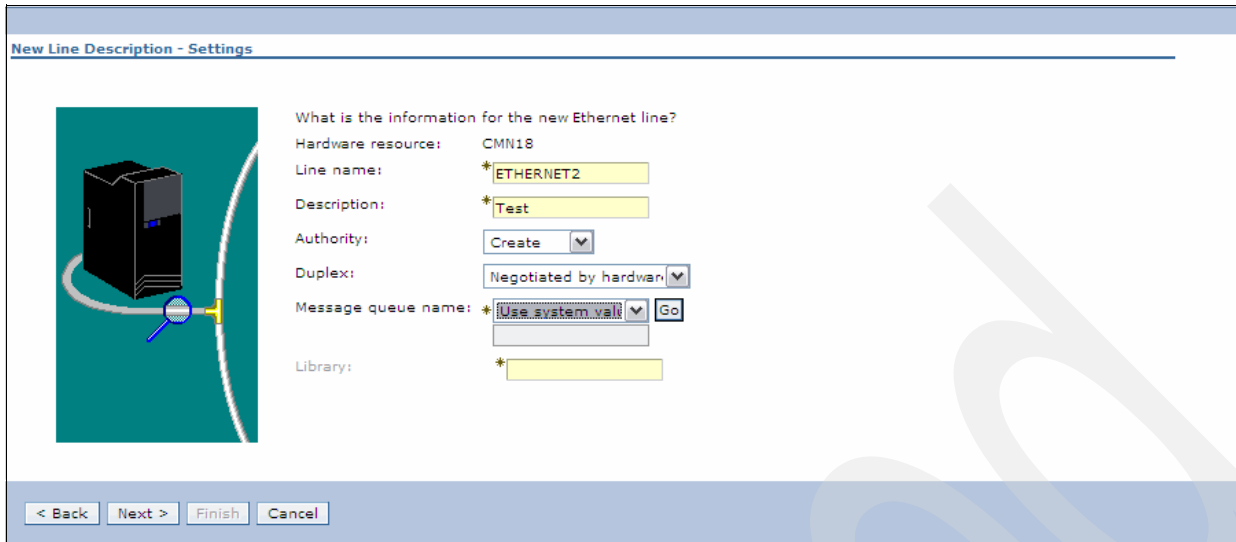 New Line Description - Settings
What is the information for the new Ethernet line?
Hardware resource: CMN18
Line name: *ETHERNET2
Description: *Test
Authority: Create
Duplex: Negotiated by hardwar
Message queue name: * Use system valu Go
Library: *
< Back Next > Finish Cancel